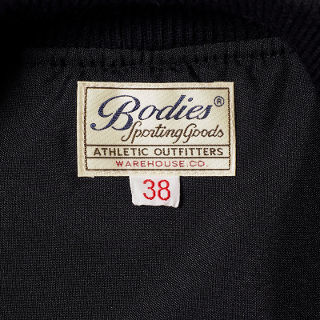 Bodies®
Sporting Goods
ATHLETIC OUTFITTERS
WAREHOUSE.CO.
38